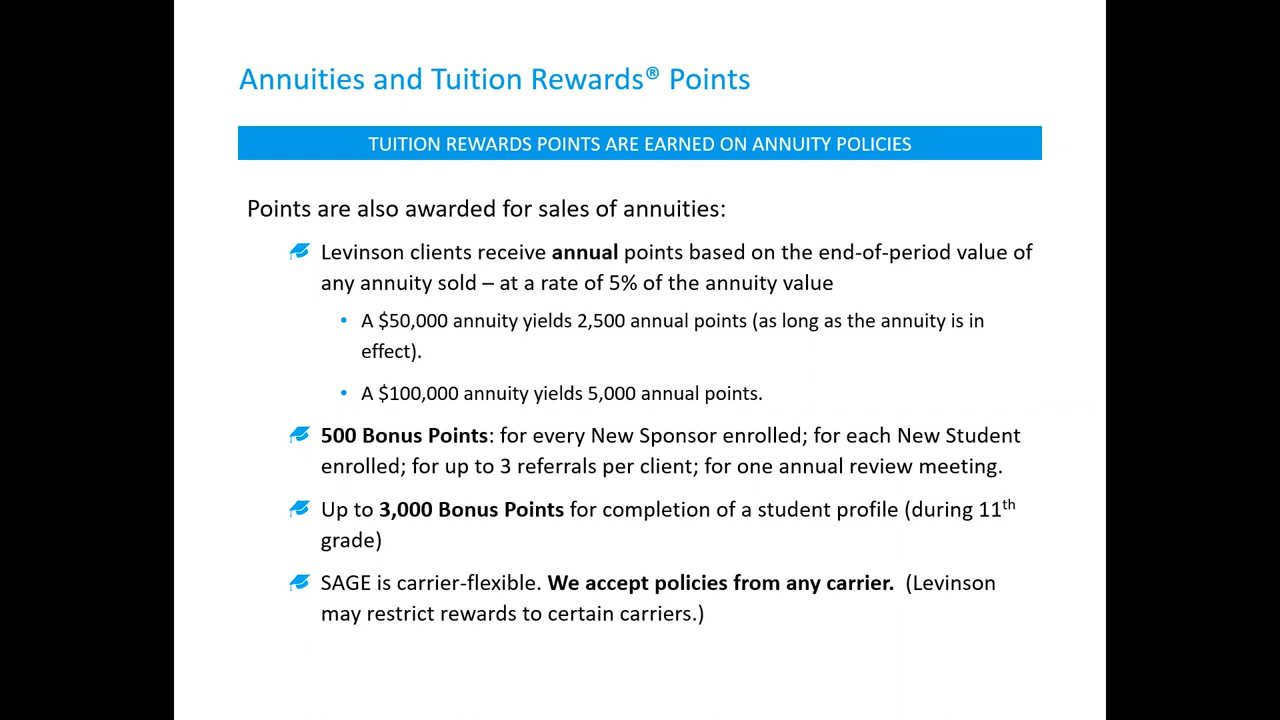 Annuities and Tuition Rewards® Points
TUITION REWARDS POINTS ARE EARNED ON ANNUITY POLICIES
Points are also awarded for sales of annuities:
Levinson clients receive annual points based on the end-of-period value of
any annuity sold – at a rate of 5% of the annuity value
• A $50,000 annuity yields 2,500 annual points (as long as the annuity is in
effect).
• A $100,000 annuity yields 5,000 annual points.
500 Bonus Points: for every New Sponsor enrolled; for each New Student
enrolled; for up to 3 referrals per client; for one annual review meeting.
Up to 3,000 Bonus Points for completion of a student profile (during 11th
grade)
SAGE is carrier-flexible. We accept policies from any carrier. (Levinson
may restrict rewards to certain carriers.)